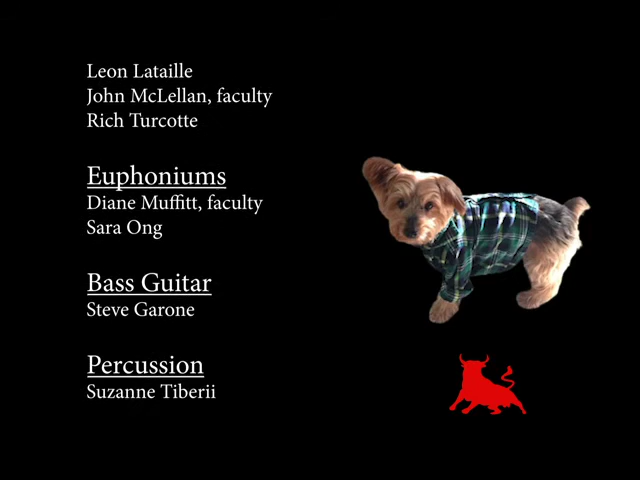 Leon Lataille
John McLellan, faculty
Rich Turcotte
Euphoniums
Diane Muffitt, faculty
Sara Ong
Bass Guitar
Steve Garone
Percussion
Suzanne Tiberii